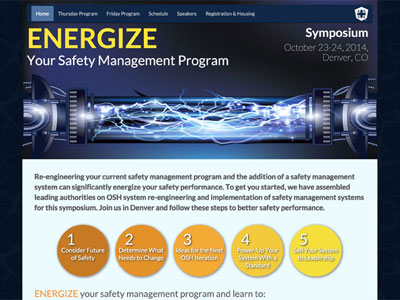 Home Thursday Program Friday Program Schedule Speakers Registration & Housing
ENERGIZE
Your Safety Management Program
Symposium
October 23-24, 2014,
Denver, CO
Re-engineering your current safety management program and the addition of a safety management
system can significantly energize your safety performance. To get you started, we have assembled
leading authorities on OSH system re-engineering and implementation of safety management systems
for this symposium. Join us in Denver and follow these steps to better safety performance.
1
Consider Future
of Safety
2
Determine What
Needs to Change
3
Ideas for the Next
OSH Iteration
4
Power-Up Your
System With a
Standard
5
Sell Your System
to Leadership
ENERGIZE your safety management program and learn to: